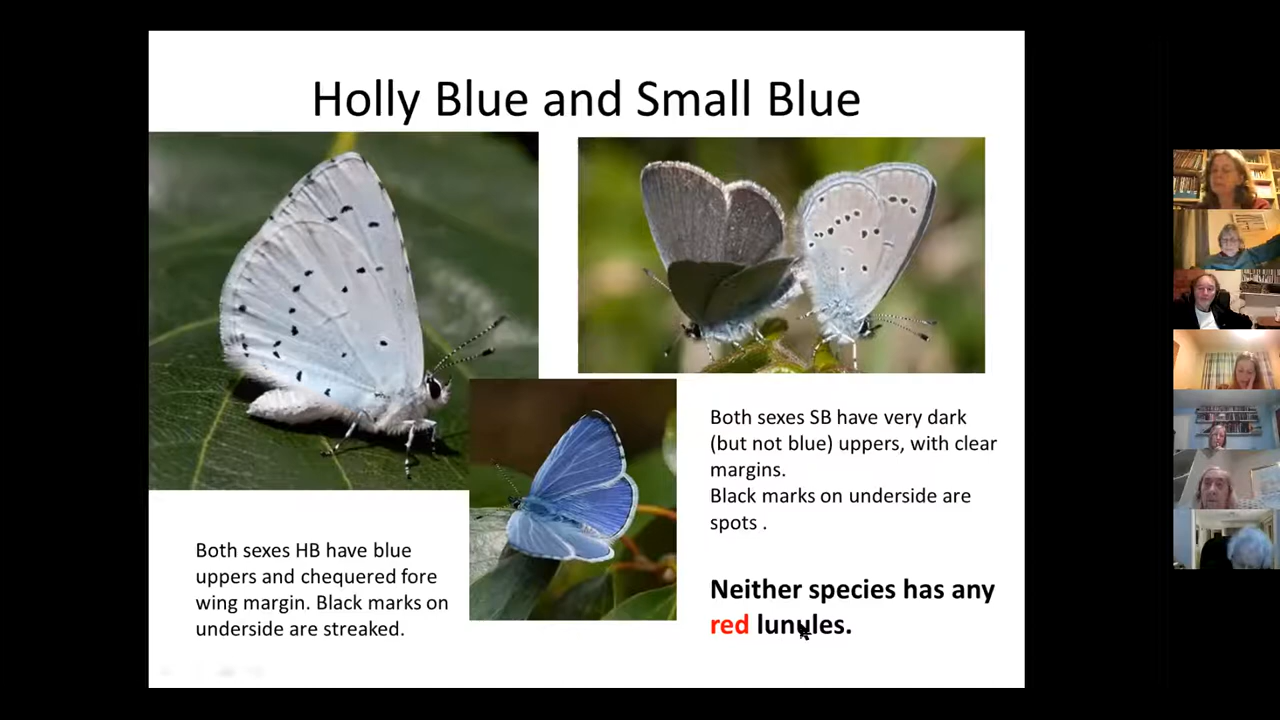 Holly Blue and Small Blue
Both sexes SB have very dark
(but not blue) uppers, with clear
margins.
Black marks on underside are
spots .
Both sexes HB have blue
uppers and chequered fore
wing margin. Black marks on
underside are streaked.
Neither species has any
red lunules.